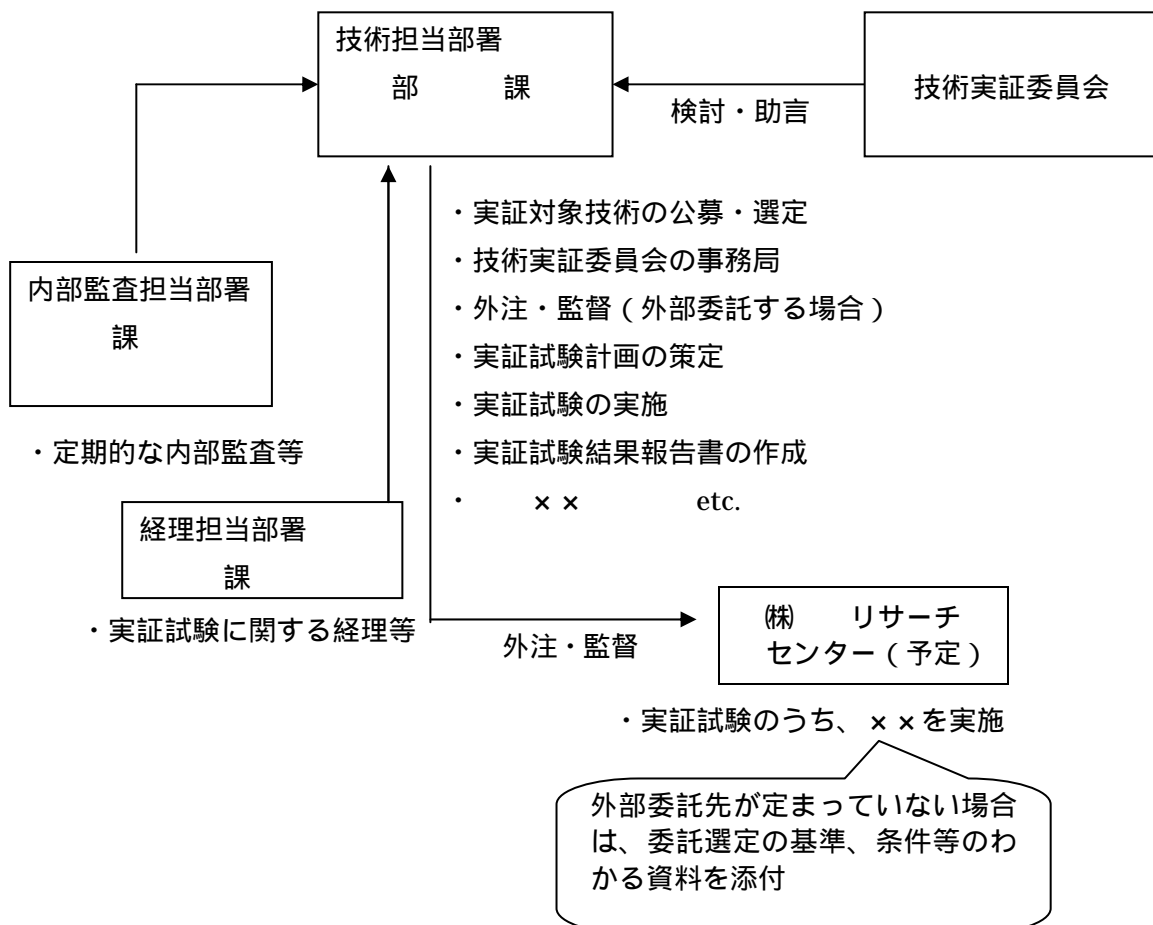 技術担当部署
部　　　課
技術実証委員会
検討・助言
・実証対象技術の公募・選定
・技術実証委員会の事務局
・外注・監督（外部委託する場合）
・実証試験計画の策定
・実証試験の実施
・実証試験結果報告書の作成
・　　××　　　　etc.
内部監査担当部署
課
・定期的な内部監査等
経理担当部署
課
・実証試験に関する経理等
外注・監督
㈱　　リサーチ
センター（予定）
・実証試験のうち、××を実施
外部委託先が定まっていない場合
は、委託選定の基準、条件等のわ
かる資料を添付